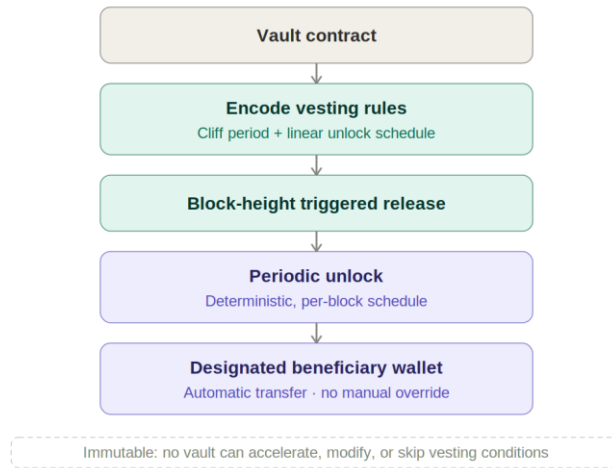 Vault contract
Encode vesting rules
Cliff period + linear unlock schedule
Block-height triggered release
Periodic unlock
Deterministic, per-block schedule
Designated beneficiary wallet
Automatic transfer · no manual override
Immutable: no vault can accelerate, modify, or skip vesting conditions